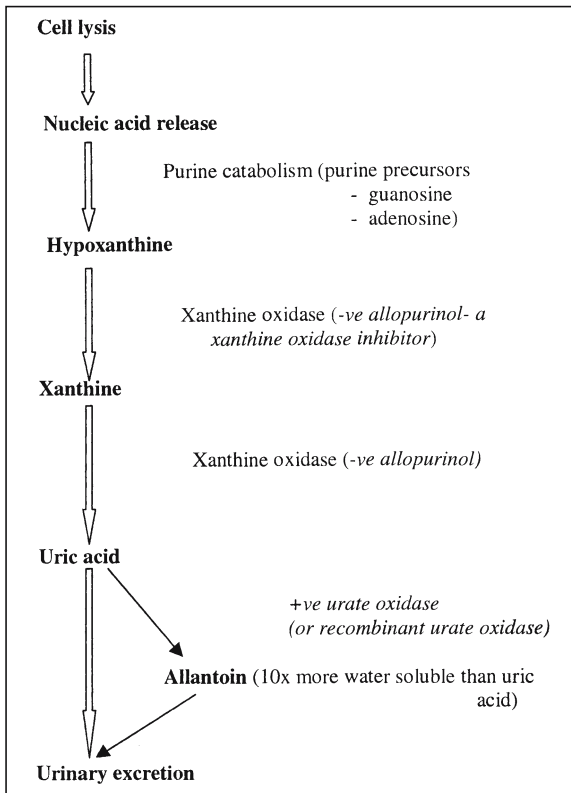 Cell lysis
Nucleic acid release
Purine catabolism (purine precursors
- guanosine
- adenosine)
Hypoxanthine
Xanthine oxidase (-ve allopurinol- a
xanthine oxidase inhibitor)
Xanthine
Xanthine oxidase (-ve allopurinol)
Uric acid
+ve urate oxidase
(or recombinant urate oxidase)
Allantoin (10x more water soluble than uric
acid)
Urinary excretion